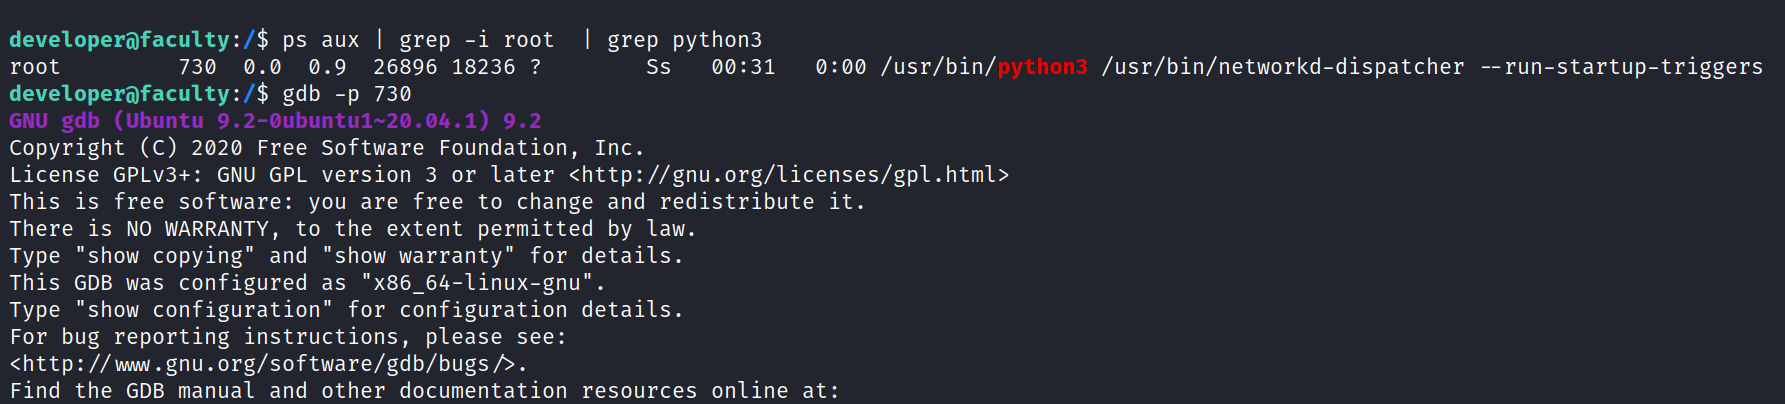 developer@faculty:/$ ps aux | grep -i root  | grep python3
root         730  0.0  0.9  26896 18236 ?        Ss   00:31   0:00 /usr/bin/python3 /usr/bin/networkd-dispatcher --run-startup-triggers
developer@faculty:/$ gdb -p 730
GNU gdb (Ubuntu 9.2-0ubuntu1~20.04.1) 9.2
Copyright (C) 2020 Free Software Foundation, Inc.
License GPLv3+: GNU GPL version 3 or later <http://gnu.org/licenses/gpl.html>
This is free software: you are free to change and redistribute it.
There is NO WARRANTY, to the extent permitted by law.
Type "show copying" and "show warranty" for details.
This GDB was configured as "x86_64-linux-gnu".
Type "show configuration" for configuration details.
For bug reporting instructions, please see:
<http://www.gnu.org/software/gdb/bugs/>.
Find the GDB manual and other documentation resources online at: